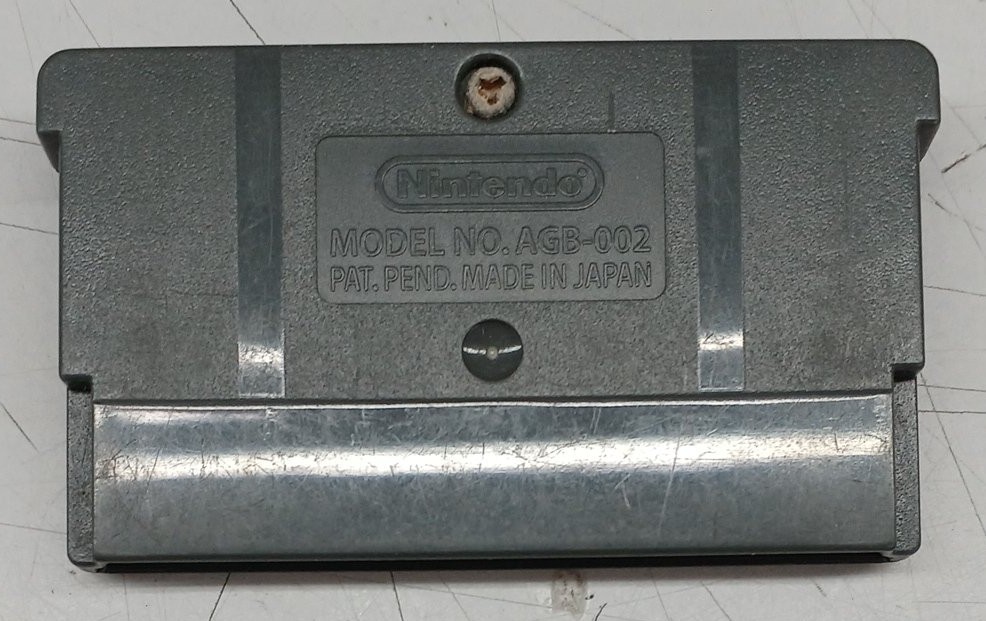 Nintendo®
MODEL NO. AGB-002
PAT. PEND. MADE IN JAPAN